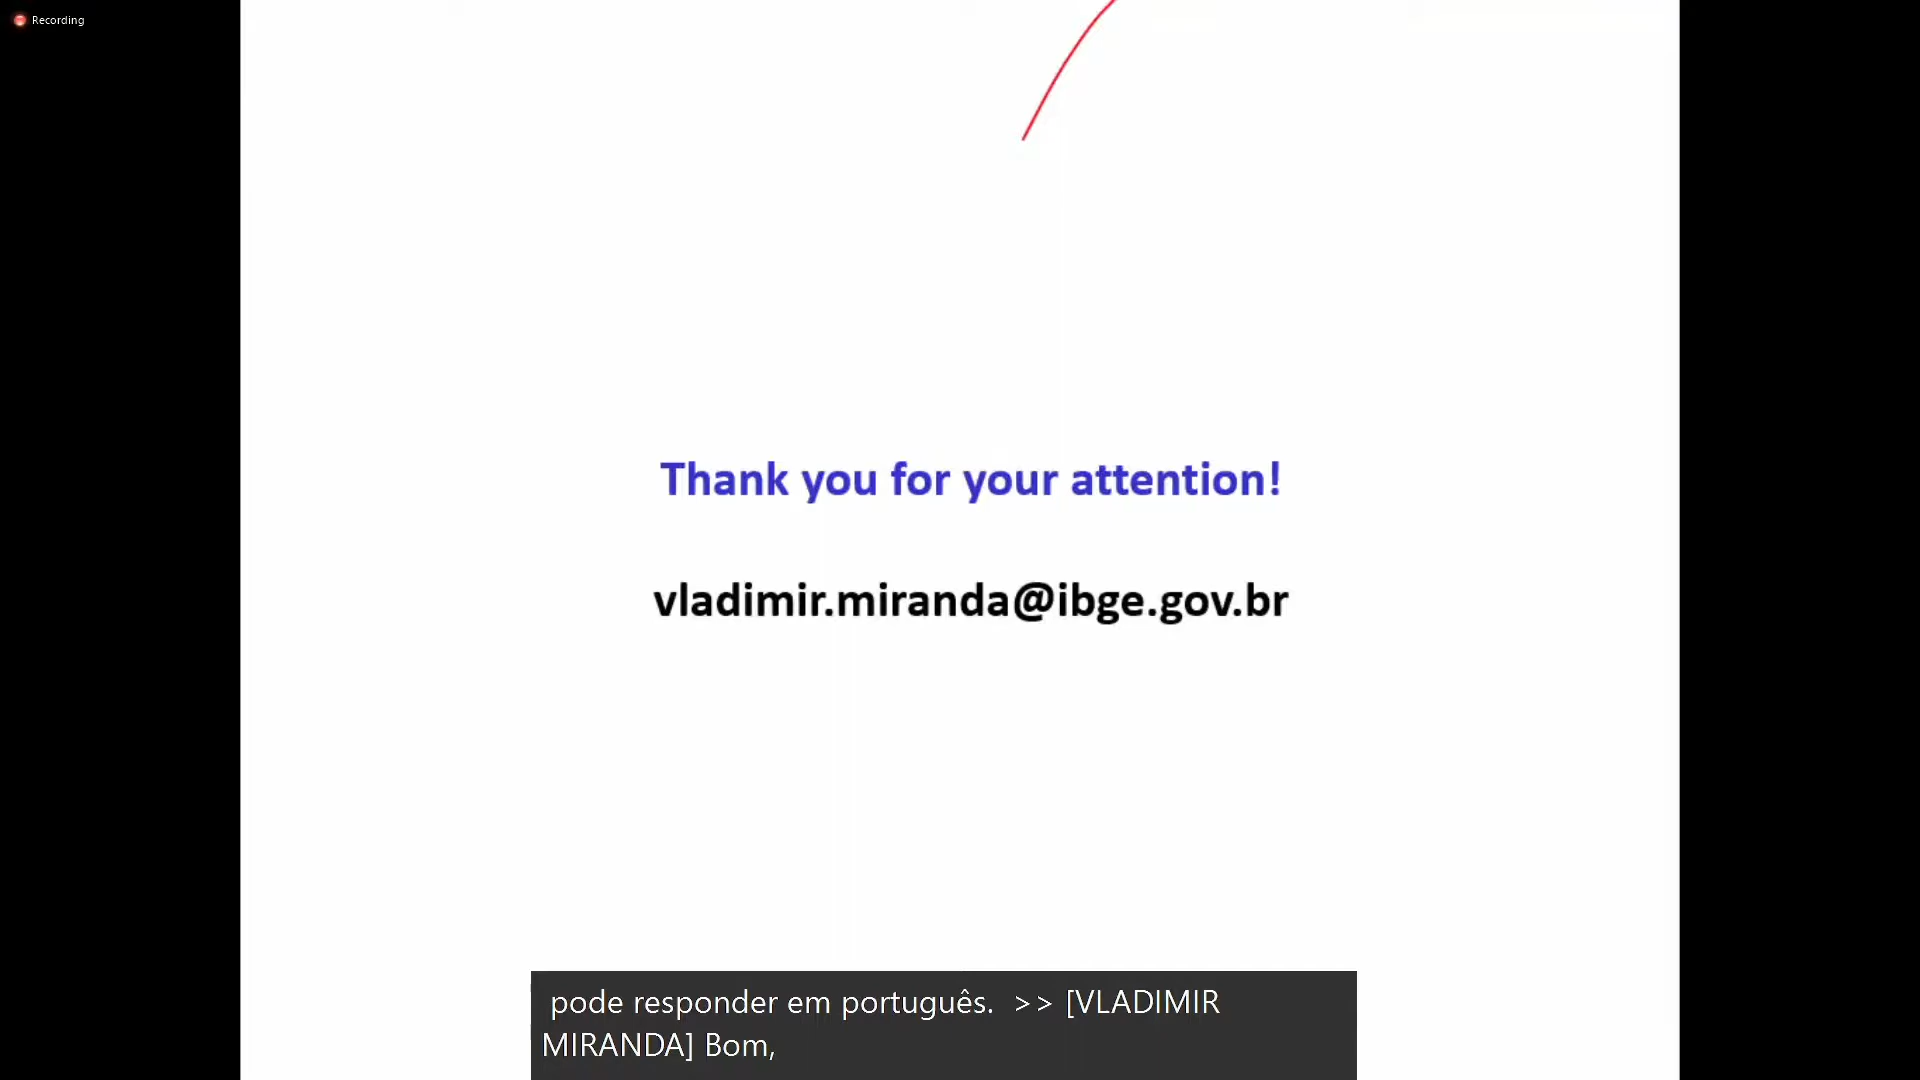 Recording
Thank you for your attention!
vladimir.miranda@ibge.gov.br
pode responder em português. >> [VLADIMIR
MIRANDA] Bom,